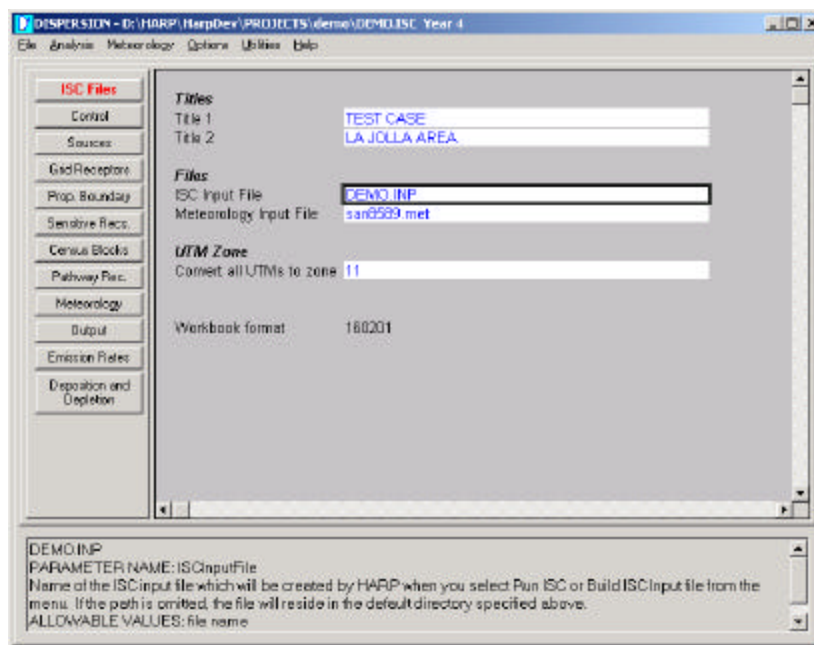 DISPERSION - D:\HARP\HarpDev\PROJECTS\demo\DEMO.ISC Year 4
File Analysis Meteorology Options Utilities Help
ISC Files
Control
Sources
Grid Receptors
Prop. Boundary
Sensitive Recs.
Census Blocks
Pathway Rec.
Meteorology
Output
Emission Rates
Deposition and
Depletion
Titles
Title 1 TEST CASE
Title 2 LA JOLLA AREA
Files
ISC Input File DEMO.INP
Meteorology Input File san8589.met
UTM Zone
Convert all UTMs to zone 11
Workbook format 160201
DEMO.INP
PARAMETER NAME: ISCInputFile
Name of the ISC input file which will be created by HARP when you select Run ISC or Build ISC Input file from the
menu. If the path is omitted, the file will reside in the default directory specified above.
ALLOWABLE VALUES: file name